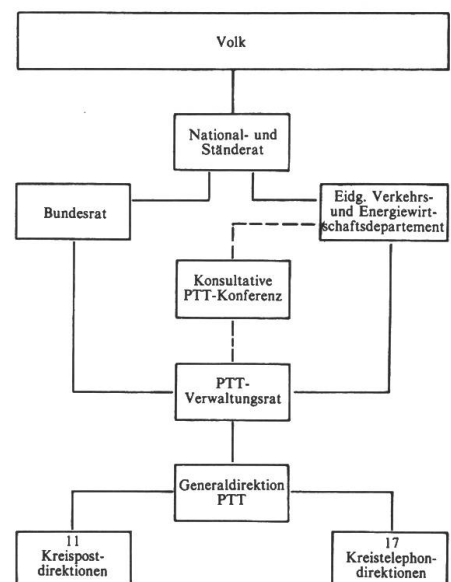 Volk
National- und
Ständerat
Bundesrat
Eidg. Verkehrs-
und Energiewirt-
schaftsdepartement
Konsultative
PTT-Konferenz
PTT-
Verwaltungsrat
Generaldirektion
PTT
11
Kreispost-
direktionen
17
Kreistelephon-
direktionen